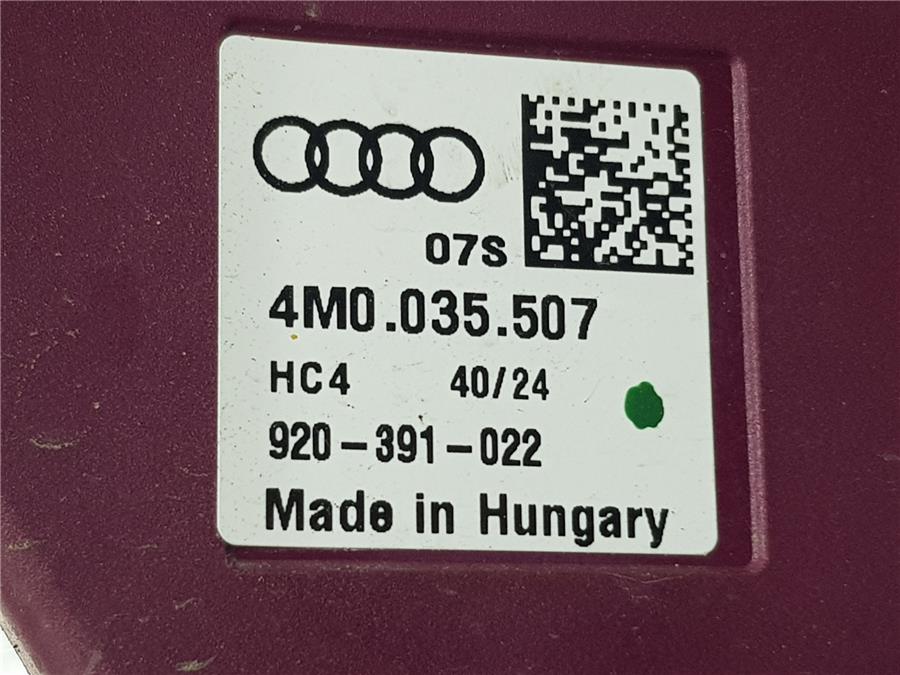 07S
4M0.035.507
HC4 40/24
920-391-022
Made in Hungary